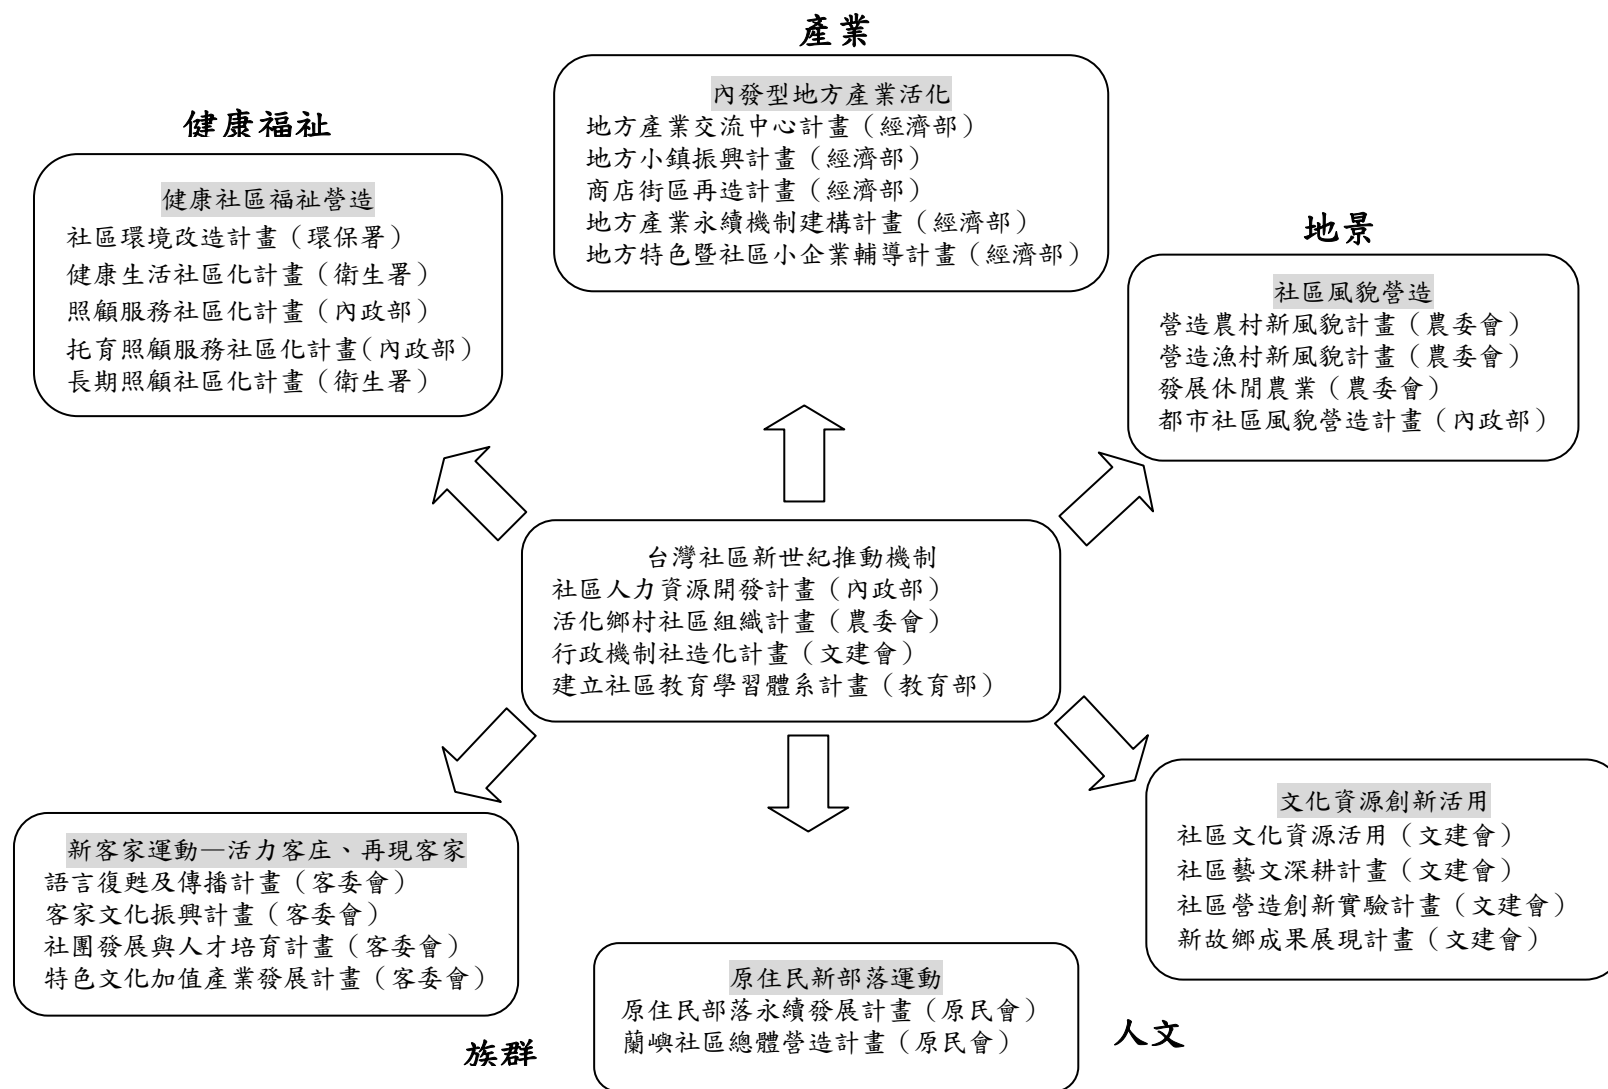 產業
內發型地方產業活化
地方產業交流中心計畫（經濟部）
地方小鎮振興計畫（經濟部）
商店街區再造計畫（經濟部）
地方產業永續機制建構計畫（經濟部）
地方特色暨社區小企業輔導計畫（經濟部）
健康福祉
健康社區福祉營造
社區環境改造計畫（環保署）
健康生活社區化計畫（衛生署）
照顧服務社區化計畫（內政部）
托育照顧服務社區化計畫（內政部）
長期照顧社區化計畫（衛生署）
地景
社區風貌營造
營造農村新風貌計畫（農委會）
營造漁村新風貌計畫（農委會）
發展休閒農業（農委會）
都市社區風貌營造計畫（內政部）
台灣社區新世紀推動機制
社區人力資源開發計畫（內政部）
活化鄉村社區組織計畫（農委會）
行政機制社造化計畫（文建會）
建立社區教育學習體系計畫（教育部）
新客家運動—活力客庄、再現客家
語言復甦及傳播計畫（客委會）
客家文化振興計畫（客委會）
社團發展與人才培育計畫（客委會）
特色文化加值產業發展計畫（客委會）
族群
原住民新部落運動
原住民部落永續發展計畫（原民會）
蘭嶼社區總體營造計畫（原民會）
文化資源創新活用
社區文化資源活用（文建會）
社區藝文深耕計畫（文建會）
社區營造創新實驗計畫（文建會）
新故鄉成果展現計畫（文建會）
人文